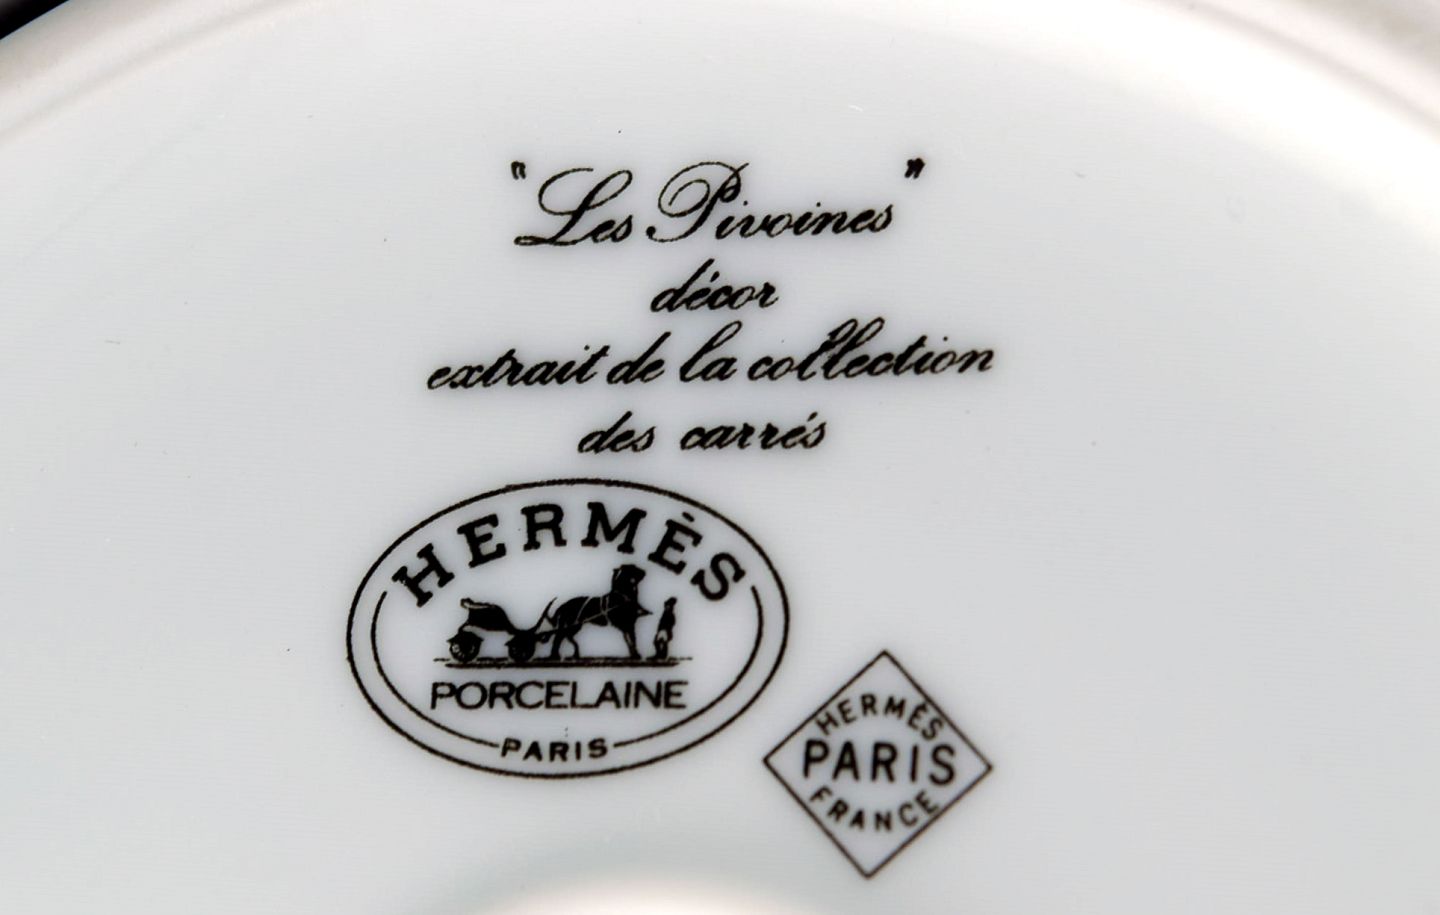 "Les Pivoines"
décor
extrait de la collection
des carrés
HERMÈS
PORCELAINE
PARIS
HERMÈS
PARIS
FRANCE